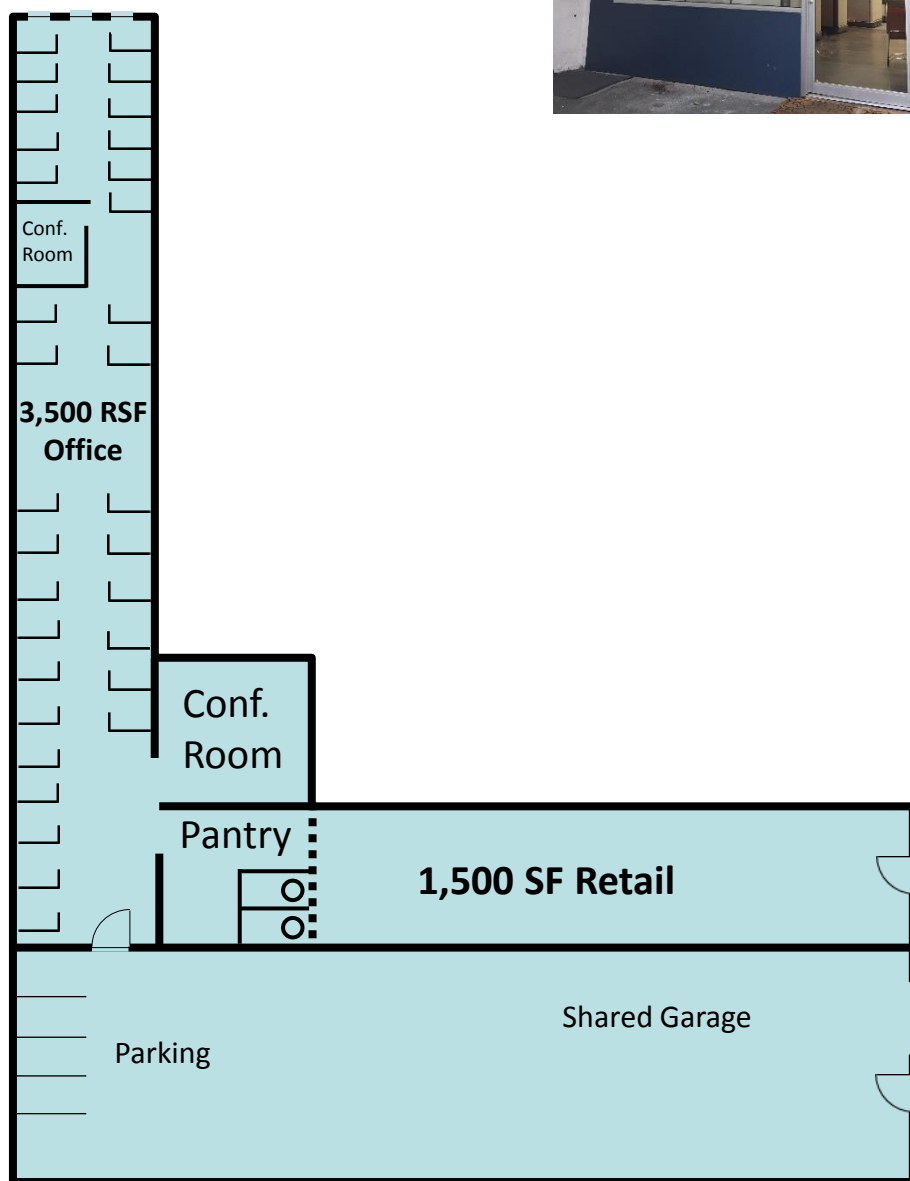 Conf.
Room
3,500 RSF
Office
Conf.
Room
Pantry
1,500 SF Retail
Shared Garage
Parking